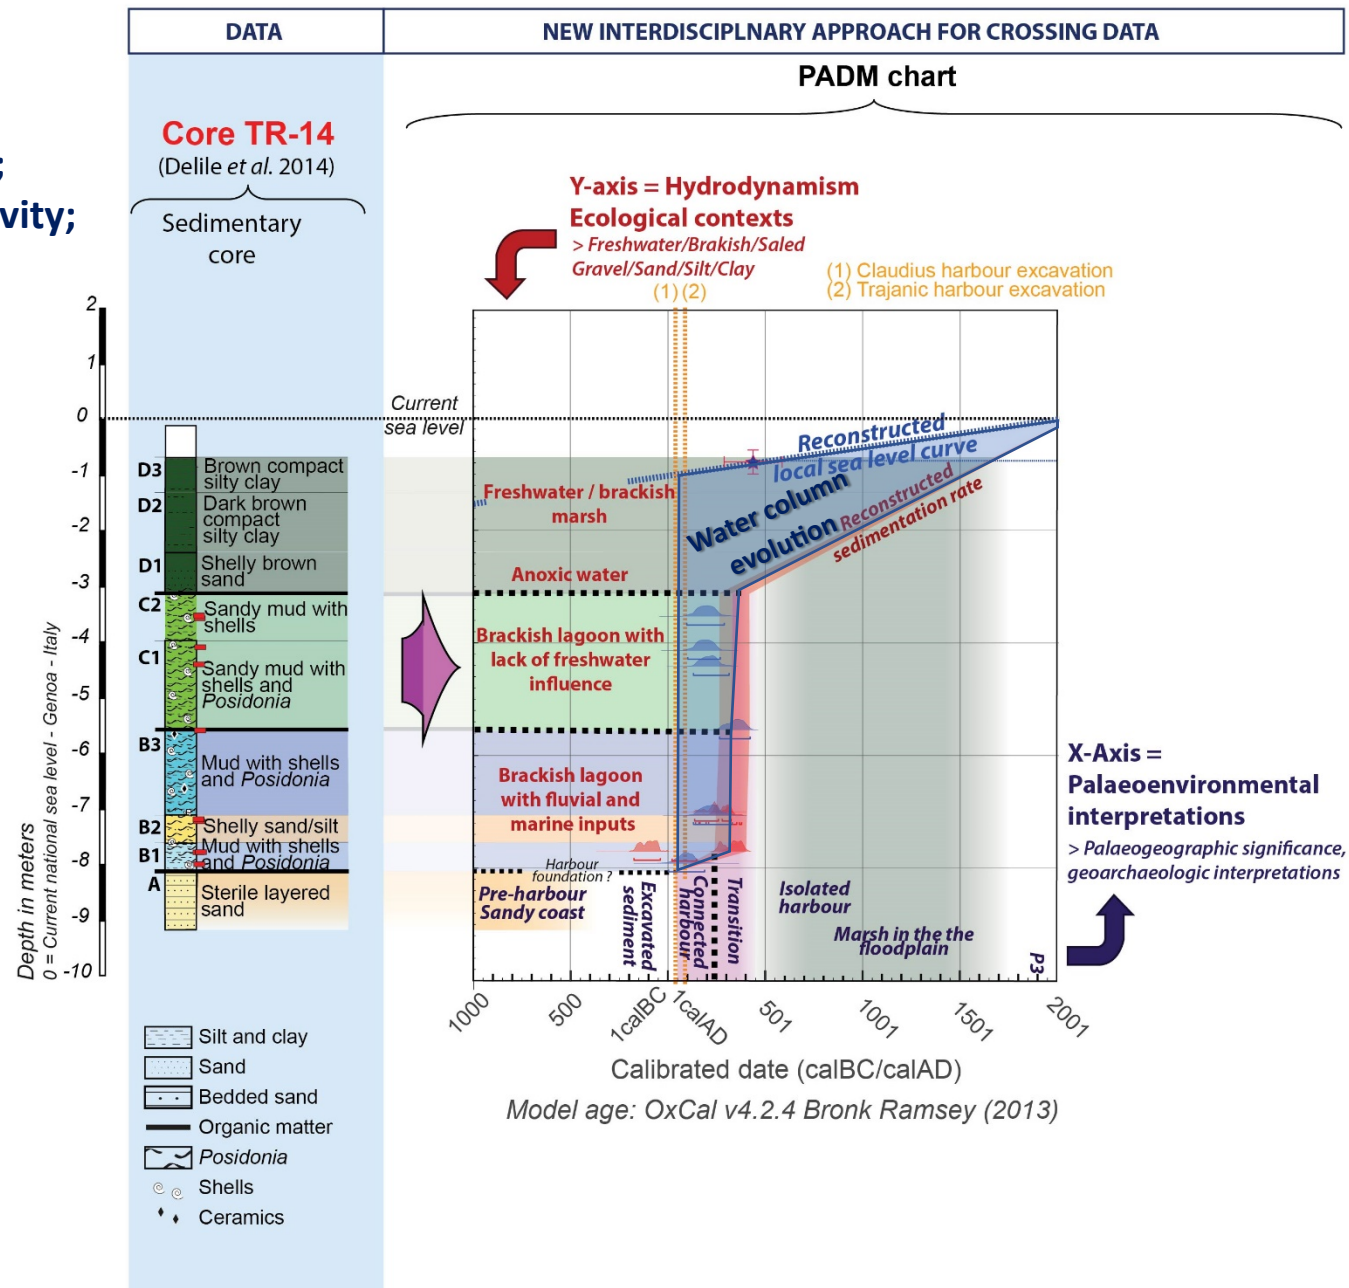 DATA
NEW INTERDISCIPLNARY APPROACH FOR CROSSING DATA
PADM chart
;
vity;
Core TR-14
(Delile et al. 2014)
Sedimentary
core
Y-axis = Hydrodynamism
Ecological contexts
> Freshwater/Brakish/Saled
Gravel/Sand/Silt/Clay
(1) (2)
(1) Claudius harbour excavation
(2) Trajanic harbour excavation
2
1
0
-1
-2
-3
-4
-5
-6
-7
-8
-9
-10
Depth in meters
0 = Current national sea level - Genoa - Italy
Current
sea level
D3
Brown compact
silty clay
D2
Dark brown
compact
silty clay
D1
Shelly brown
sand
C2
Sandy mud with
shells
C1
Sandy mud with
shells and
Posidonia
B3
Mud with shells
and Posidonia
B2
Shelly sand/silt
B1
Mud with shells
and Posidonia
A
Sterile layered
sand
Reconstructed
local sea level curve
Water column
evolution
Reconstructed
sedimentation rate
Freshwater / brackish
marsh
Anoxic water
Brackish lagoon with
lack of freshwater
influence
Brackish lagoon
with fluvial and
marine inputs
Harbour
foundation ?
Pre-harbour
Sandy coast
Excavated
sediment
Connected
harbour
Transition
Isolated
harbour
Marsh in the the
floodplain
P3
X-Axis =
Palaeoenvironmental
interpretations
> Palaeogeographic significance,
geoarchaeologic interpretations
1000
500
1calBC
1calAD
501
1001
1501
2001
Calibrated date (calBC/calAD)
Model age: OxCal v4.2.4 Bronk Ramsey (2013)
Silt and clay
Sand
Bedded sand
Organic matter
Posidonia
Shells
Ceramics